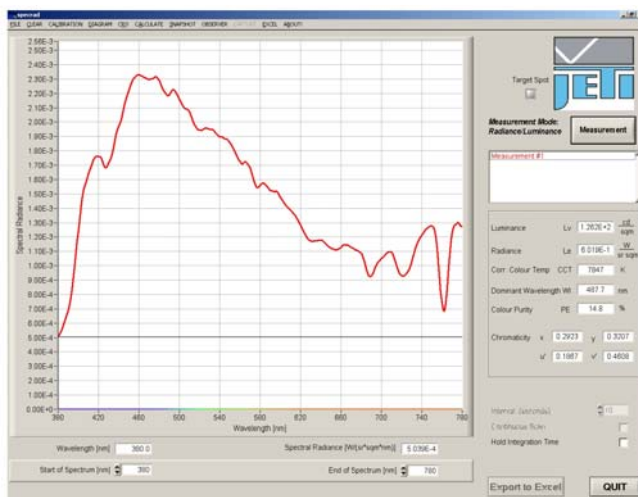 specrad
FILE CLEAR CALIBRATION DIAGRAM CALCULATE SNAPSHOT OBSERVER EXCEL ABOUT!
2.56E-3
2.40E-3
2.30E-3
2.20E-3
2.10E-3
2.00E-3
1.90E-3
1.80E-3
1.70E-3
1.60E-3
1.50E-3
1.40E-3
1.30E-3
1.20E-3
1.10E-3
1.00E-3
9.00E-4
8.00E-4
7.00E-4
6.00E-4
5.00E-4
4.00E-4
3.00E-4
2.00E-4
1.00E-4
0.00E+0
Spectral Radiance
380 420 460 500 540 580 620 660 700 740 780
Wavelength [nm]
Wavelength [nm] 380.0 Spectral Radiance [W/(sr*sqm*nm)] 5.039E-4
Start of Spectrum [nm] 380 End of Spectrum [nm] 780
Target Spot
JETI
Measurement Mode:
Radiance/Luminance
Measurement
Measurement #1
Luminance Lv 1.262E+2 cd sqm
Radiance Le 6.019E-1 W sr sqm
Corr. Colour Temp CCT 7847 K
Dominant Wavelength Wl 487.7 nm
Colour Purity PE 14.8 %
Chromaticity x 0.2923 y 0.3207
u' 0.1867 v' 0.4608
Interval (seconds) 10
Continuous Scan
Hold Integration Time
Export to Excel QUIT